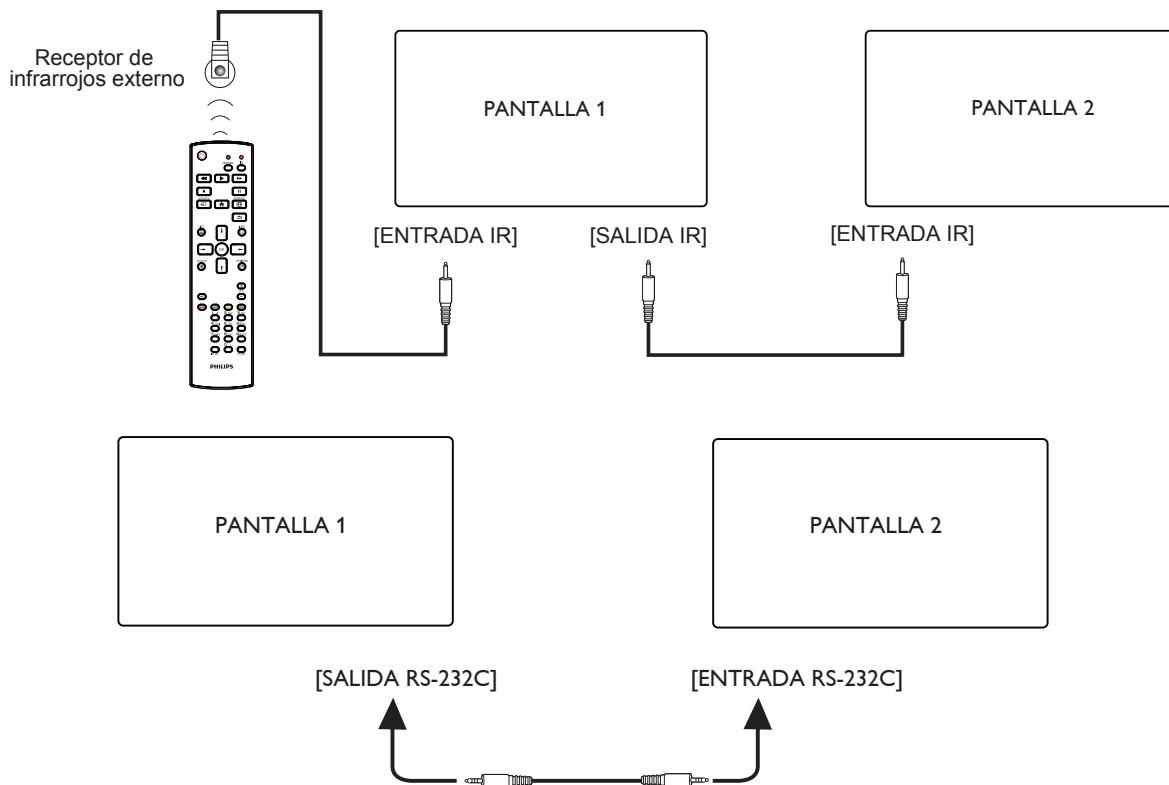 Receptor de
infrarrojos externo
PANTALLA 1
PANTALLA 2
[ENTRADA IR]
[SALIDA IR]
[ENTRADA IR]
PHILIPS
PANTALLA 1
PANTALLA 2
[SALIDA RS-232C]
[ENTRADA RS-232C]